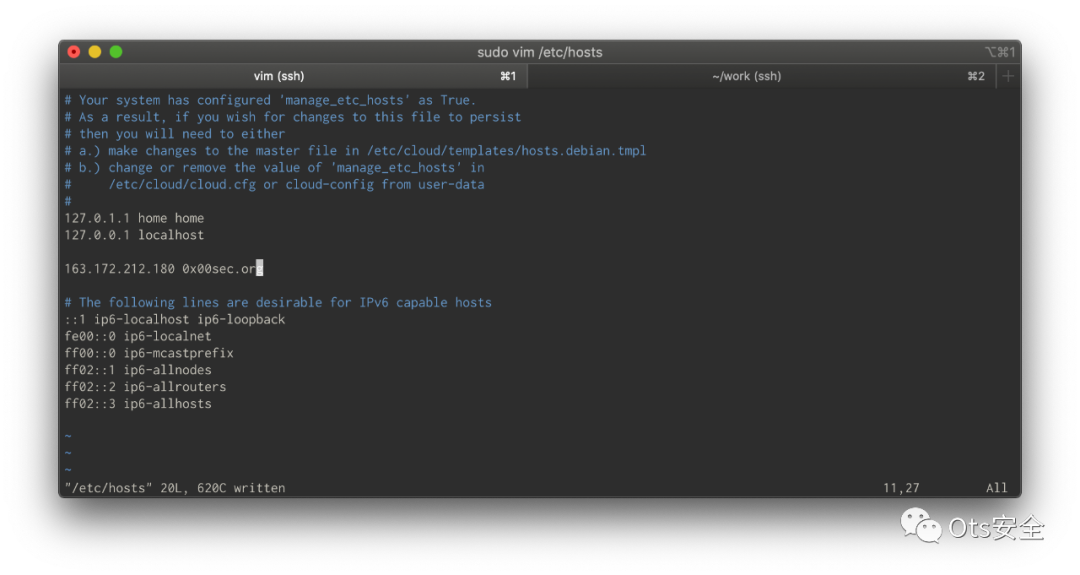 sudo vim /etc/hosts
⌥⌘1
vim (ssh) ⌘1 ~/work (ssh) ⌘2 +
# Your system has configured 'manage_etc_hosts' as True.
# As a result, if you wish for changes to this file to persist
# then you will need to either
# a.) make changes to the master file in /etc/cloud/templates/hosts.debian.tmpl
# b.) change or remove the value of 'manage_etc_hosts' in
#     /etc/cloud/cloud.cfg or cloud-config from user-data
#
127.0.1.1 home home
127.0.0.1 localhost
163.172.212.180 0x00sec.org
# The following lines are desirable for IPv6 capable hosts
::1 ip6-localhost ip6-loopback
fe00::0 ip6-localnet
ff00::0 ip6-mcastprefix
ff02::1 ip6-allnodes
ff02::2 ip6-allrouters
ff02::3 ip6-allhosts
~
~
~
"/etc/hosts" 20L, 620C written 11,27 All
Ots安全